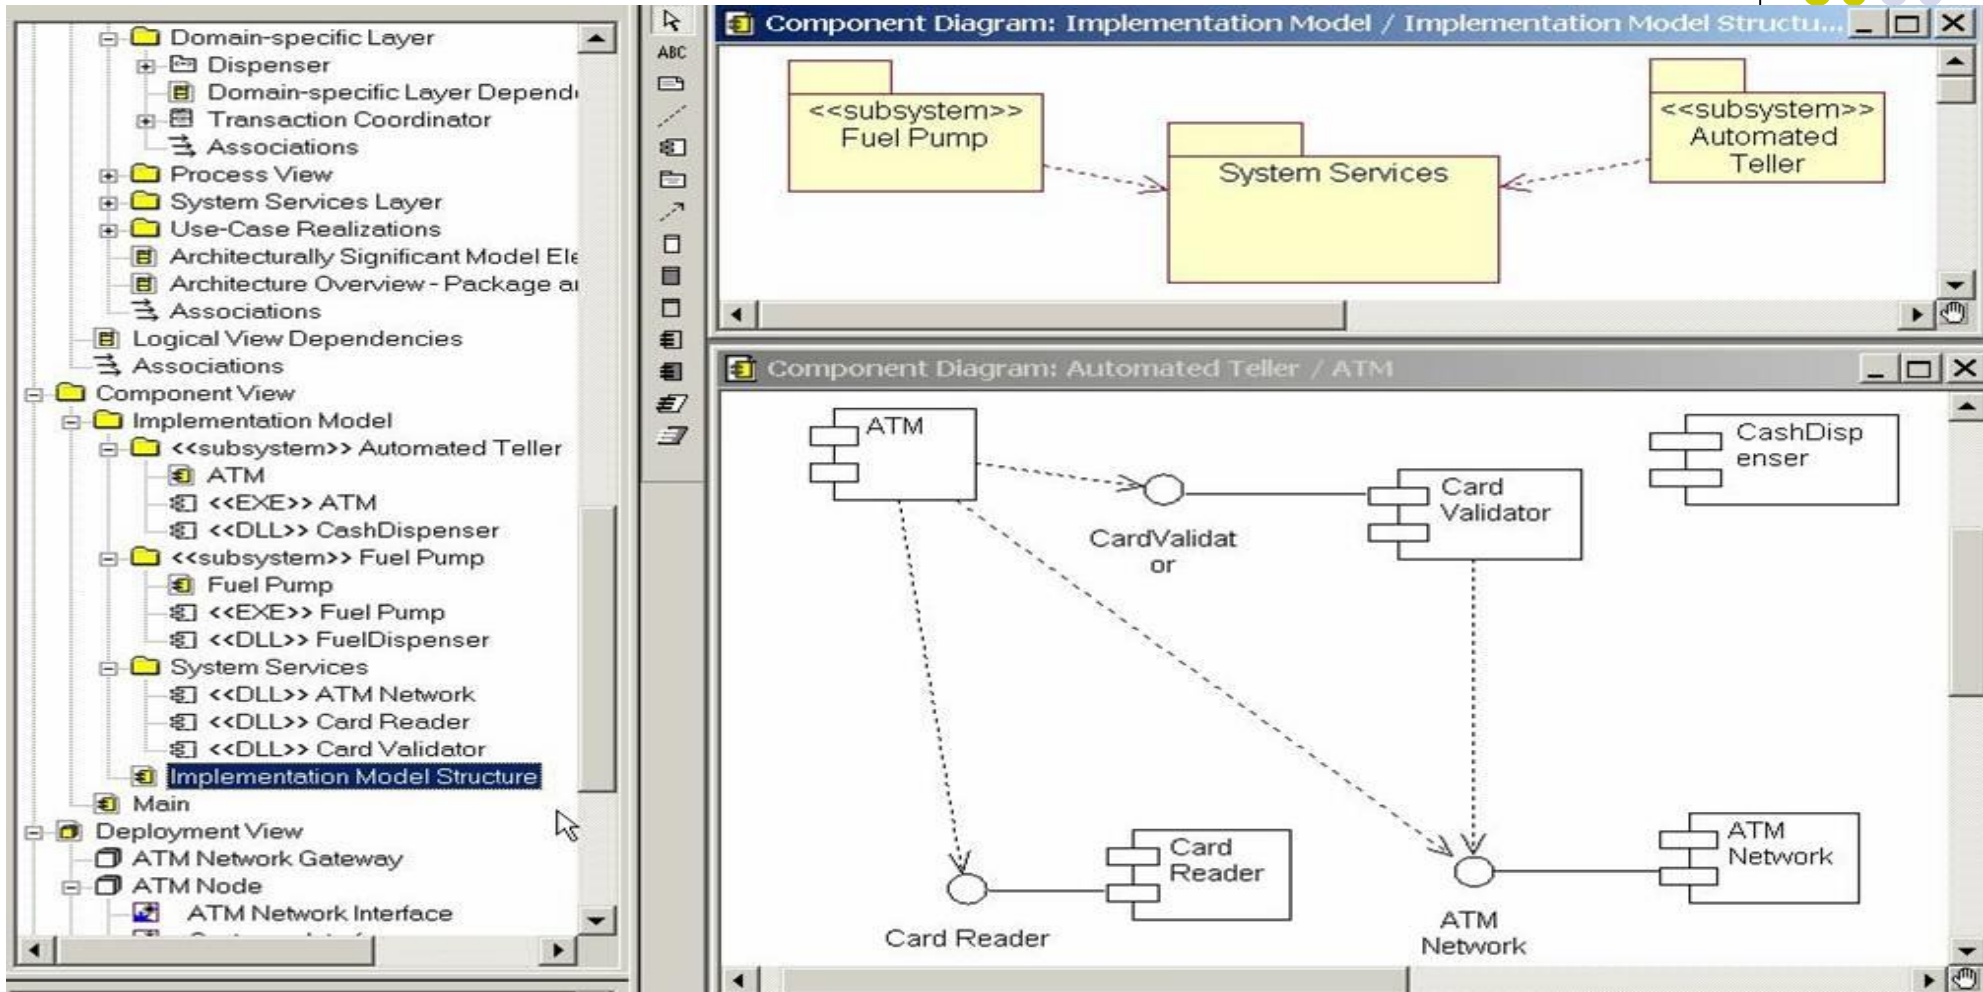 Domain-specific Layer
Dispenser
Domain-specific Layer Depend
Transaction Coordinator
Associations
Process View
System Services Layer
Use-Case Realizations
Architecturally Significant Model Ele
Architecture Overview - Package a
Associations
Logical View Dependencies
Associations
Component View
Implementation Model
<<subsystem>> Automated Teller
ATM
<<EXE>> ATM
<<DLL>> CashDispenser
<<subsystem>> Fuel Pump
Fuel Pump
<<EXE>> Fuel Pump
<<DLL>> FuelDispenser
System Services
<<DLL>> ATM Network
<<DLL>> Card Reader
<<DLL>> Card Validator
Implementation Model Structure
Main
Deployment View
ATM Network Gateway
ATM Node
ATM Network Interface
ABC
Component Diagram: Implementation Model / Implementation Model Structu...
<<subsystem>>
Fuel Pump
System Services
<<subsystem>>
Automated
Teller
Component Diagram: Automated Teller / ATM
ATM
CardValidat
or
Card
Validator
CashDisp
enser
Card Reader
Card
Reader
ATM
Network
ATM
Network